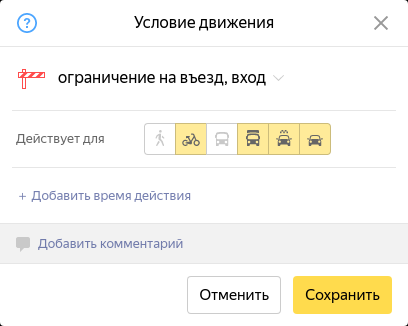 Условие движения
ограничение на въезд, вход
Действует для
+ Добавить время действия
Добавить комментарий
Отменить
Сохранить